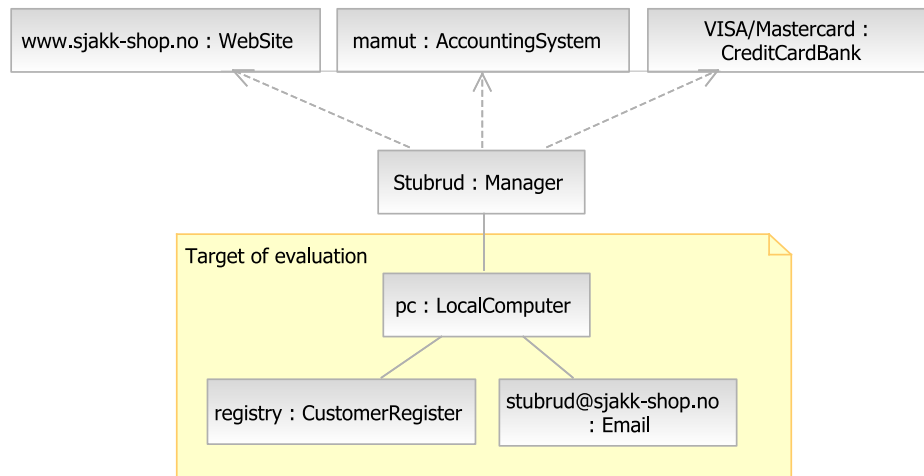 www.sjakk-shop.no : WebSite
mamut : AccountingSystem
VISA/Mastercard :
CreditCardBank
Stubrud : Manager
Target of evaluation
pc : LocalComputer
registry : CustomerRegister
stubrud@sjakk-shop.no
: Email